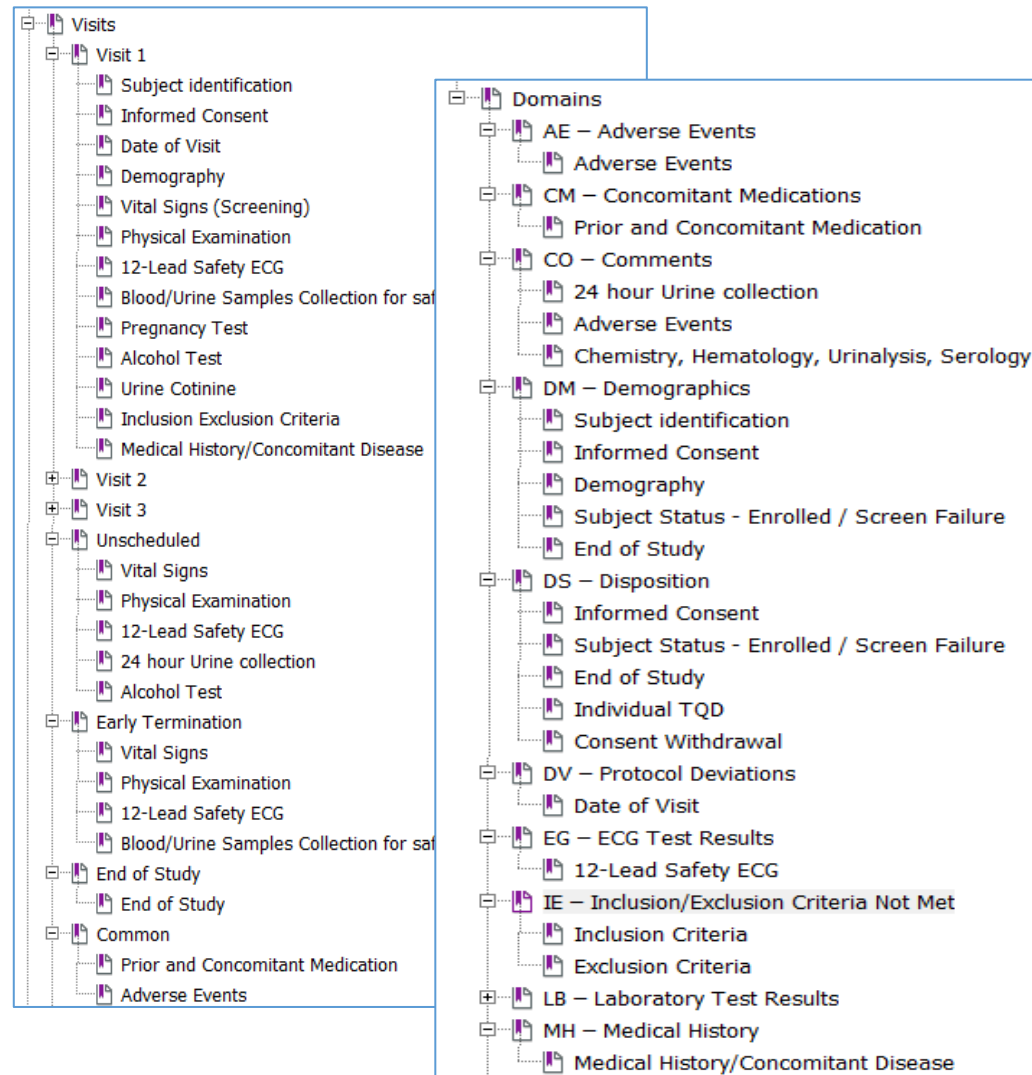 Visits
Visit 1
Subject identification
Informed Consent
Date of Visit
Demography
Vital Signs (Screening)
Physical Examination
12-Lead Safety ECG
Blood/Urine Samples Collection for saf
Pregnancy Test
Alcohol Test
Urine Cotinine
Inclusion Exclusion Criteria
Medical History/Concomitant Disease
Visit 2
Visit 3
Unscheduled
Vital Signs
Physical Examination
12-Lead Safety ECG
24 hour Urine collection
Alcohol Test
Early Termination
Vital Signs
Physical Examination
12-Lead Safety ECG
Blood/Urine Samples Collection for saf
End of Study
End of Study
Common
Prior and Concomitant Medication
Adverse Events
Domains
AE – Adverse Events
Adverse Events
CM – Concomitant Medications
Prior and Concomitant Medication
CO – Comments
24 hour Urine collection
Adverse Events
Chemistry, Hematology, Urinalysis, Serology
DM – Demographics
Subject identification
Informed Consent
Demography
Subject Status - Enrolled / Screen Failure
End of Study
DS – Disposition
Informed Consent
Subject Status - Enrolled / Screen Failure
End of Study
Individual TQD
Consent Withdrawal
DV – Protocol Deviations
Date of Visit
EG – ECG Test Results
12-Lead Safety ECG
IE – Inclusion/Exclusion Criteria Not Met
Inclusion Criteria
Exclusion Criteria
LB – Laboratory Test Results
MH – Medical History
Medical History/Concomitant Disease